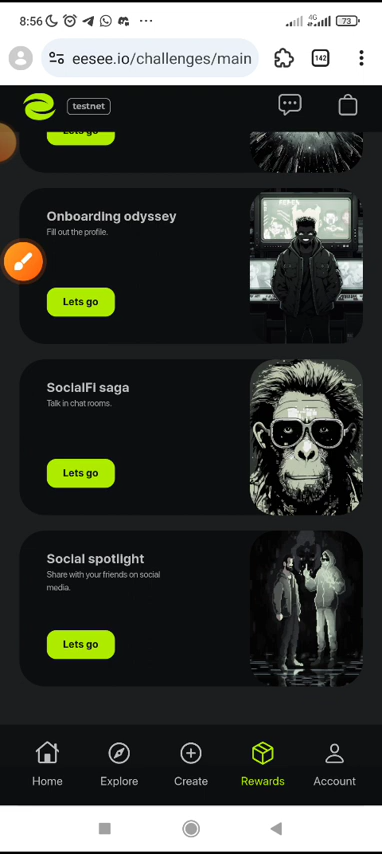 8:56
4G
73
eesee.io/challenges/main
142
testnet
Lets go
Onboarding odyssey
Fill out the profile.
Lets go
SocialFi saga
Talk in chat rooms.
Lets go
Social spotlight
Share with your friends on social
media.
Lets go
Home
Explore
Create
Rewards
Account